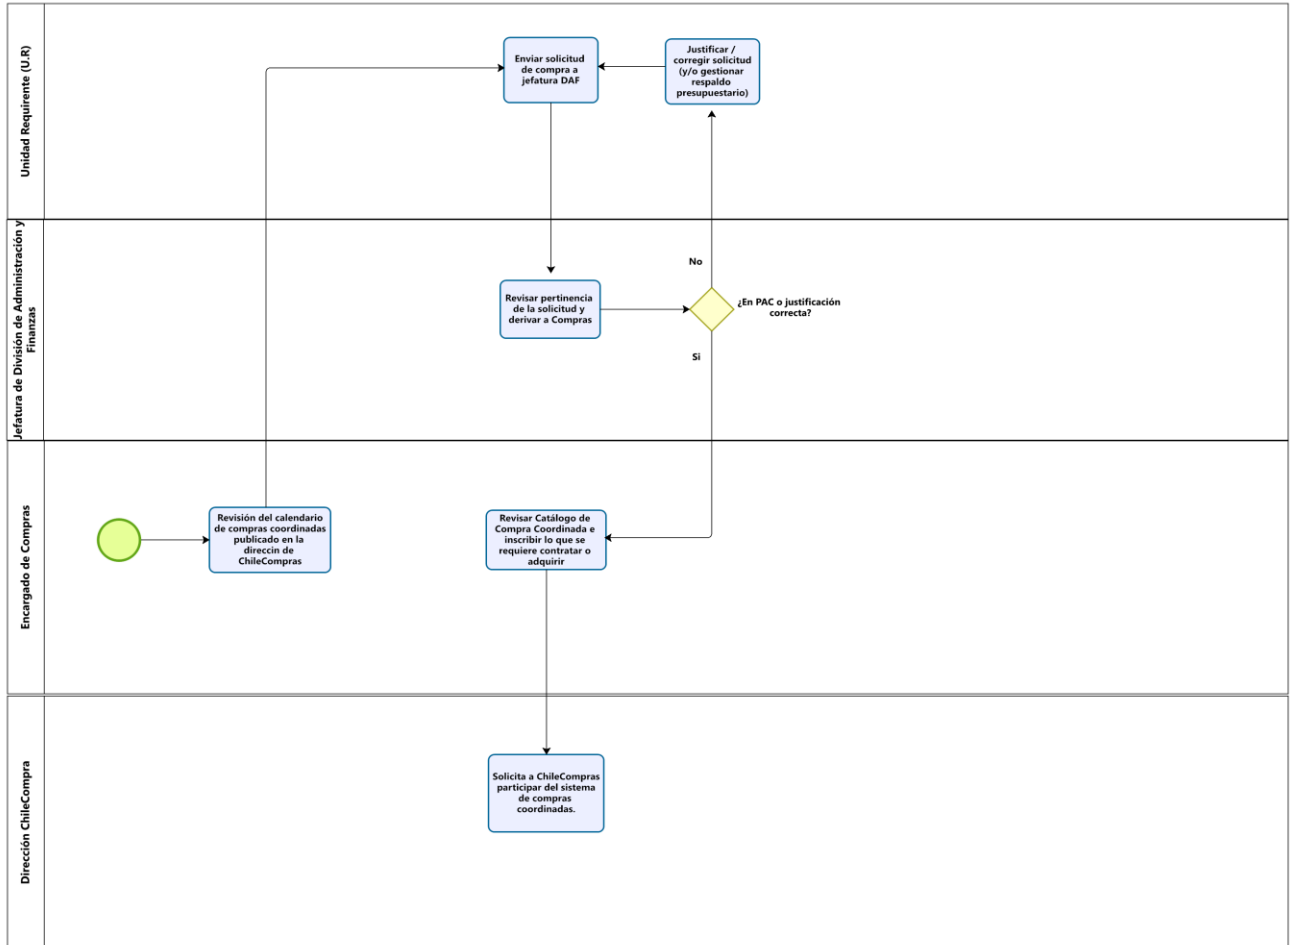 Unidad Requirente (U.R)
Enviar solicitud
de compra a
jefatura DAF
Justificar /
corregir solicitud
(y/o gestionar
respaldo
presupuestario)
Jefatura de División de Administración y
Finanzas
Revisar pertinencia
de la solicitud y
derivar a Compras
No
¿En PAC o justificación
correcta?
Si
Encargado de Compras
Revisión del calendario
de compras coordinadas
publicado en la
direccin de
ChileCompras
Revisar Catálogo de
Compra Coordinada e
inscribir lo que se
requiere contratar o
adquirir
Dirección ChileCompra
Solicita a ChileCompras
participar del sistema
de compras
coordinadas.